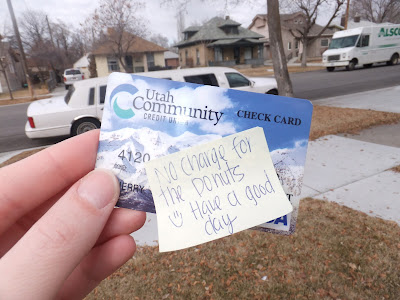 Utah
Community
CREDIT UNION
CHECK CARD
4120
No charge for
the Donuts
☺ Have a good
day
ALSCO